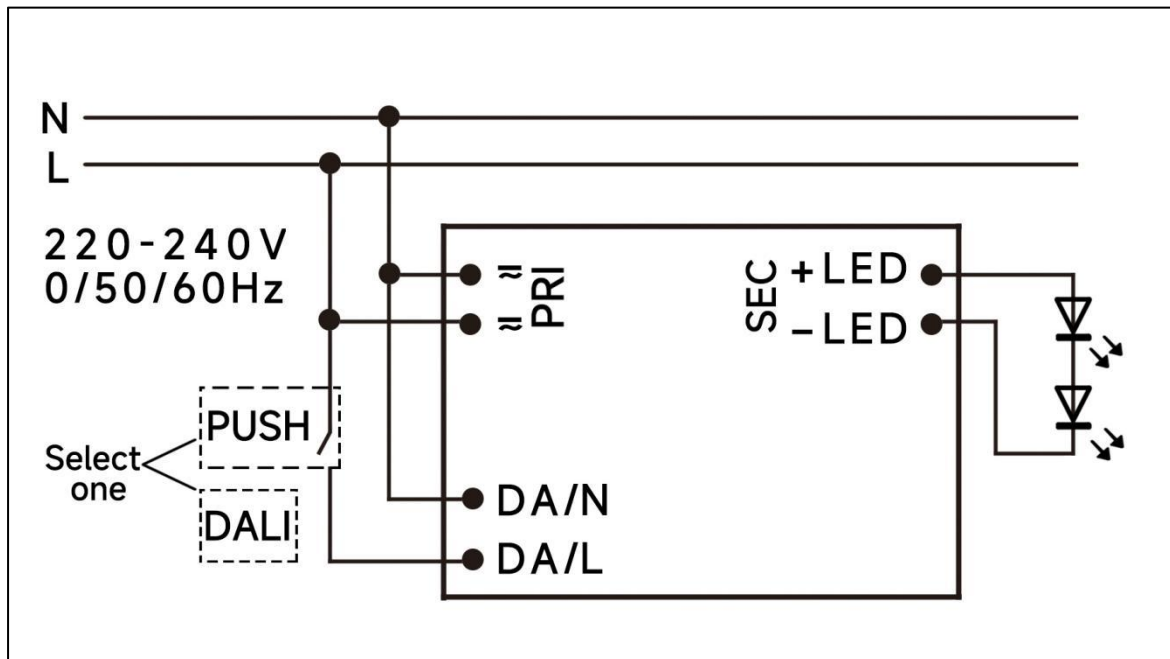 N
L
220-240V
0/50/60Hz
PRI
SEC
+LED
-LED
PUSH
Select
one
DALI
DA/N
DA/L